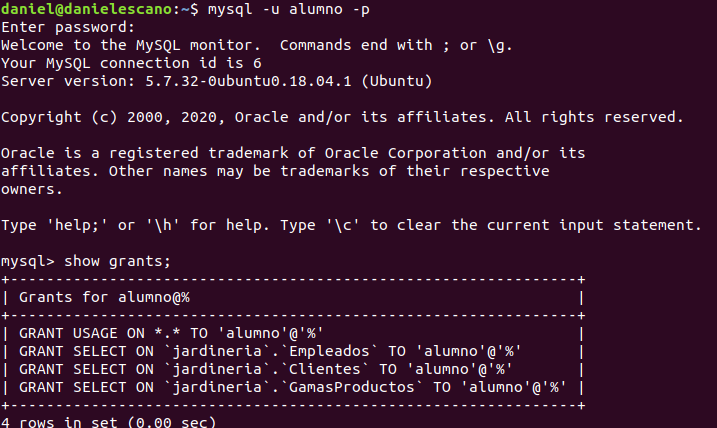 daniel@danielescano:~$ mysql -u alumno -p
Enter password:
Welcome to the MySQL monitor.  Commands end with ; or \g.
Your MySQL connection id is 6
Server version: 5.7.32-0ubuntu0.18.04.1 (Ubuntu)

Copyright (c) 2000, 2020, Oracle and/or its affiliates. All rights reserved.

Oracle is a registered trademark of Oracle Corporation and/or its
affiliates. Other names may be trademarks of their respective
owners.

Type 'help;' or '\h' for help. Type '\c' to clear the current input statement.

mysql> show grants;
+--------------------------------------------------------------+
| Grants for alumno@%                                          |
+--------------------------------------------------------------+
| GRANT USAGE ON *.* TO 'alumno'@'%'                           |
| GRANT SELECT ON `jardineria`.`Empleados` TO 'alumno'@'%'     |
| GRANT SELECT ON `jardineria`.`Clientes` TO 'alumno'@'%'      |
| GRANT SELECT ON `jardineria`.`GamasProductos` TO 'alumno'@'%' |
+--------------------------------------------------------------+
4 rows in set (0.00 sec)